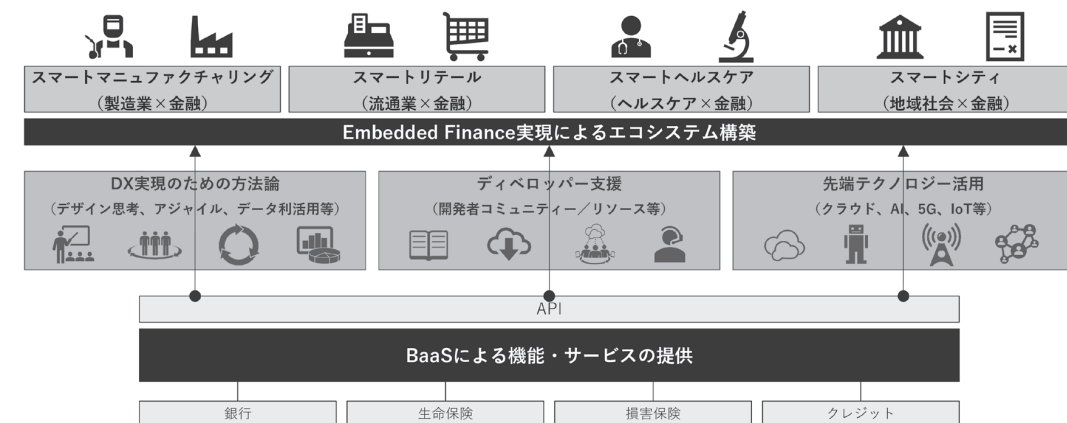 スマートマニュファクチャリング
（製造業×金融）
スマートリテール
（流通業×金融）
スマートヘルスケア
（ヘルスケア×金融）
スマートシティ
（地域社会×金融）
Embedded Finance実現によるエコシステム構築
DX実現のための方法論
（デザイン思考、アジャイル、データ利活用等）
ディベロッパー支援
（開発者コミュニティー／リソース等）
先端テクノロジー活用
（クラウド、AI、5G、IoT等）
API
BaaSによる機能・サービスの提供
銀行
生命保険
損害保険
クレジット